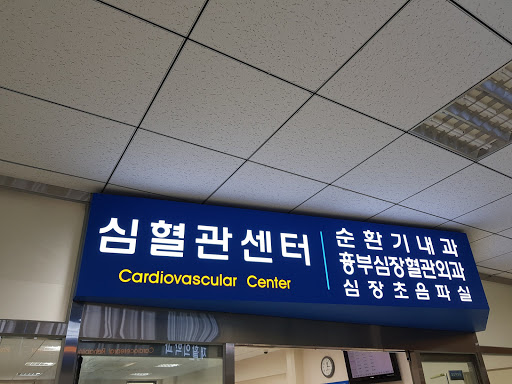 심혈관센터
Cardiovascular Center
순환기내과
흉부심장혈관외과
심장초음파실